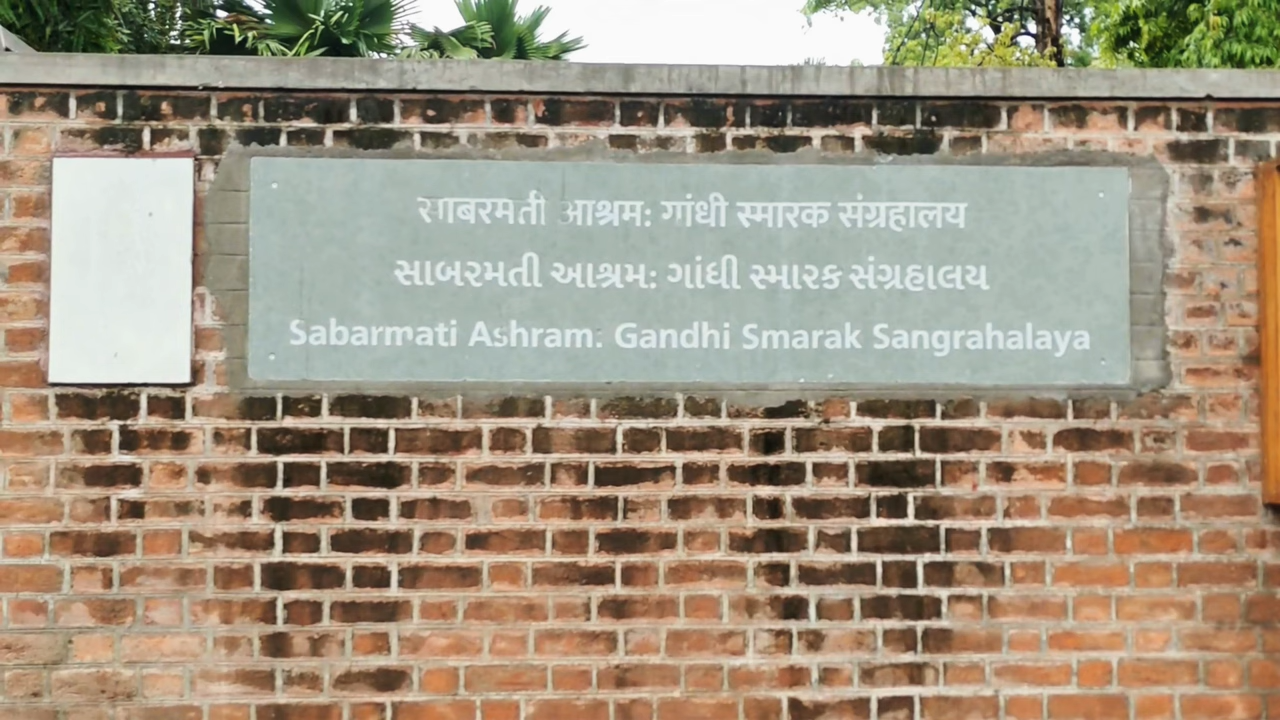 साबरमती आश्रम: गांधी स्मारक संग्रहालय
સાબરમતી આશ્રમ: ગાંધી સ્મારક સંગ્રહાલય
Sabarmati Ashram: Gandhi Smarak Sangrahalaya